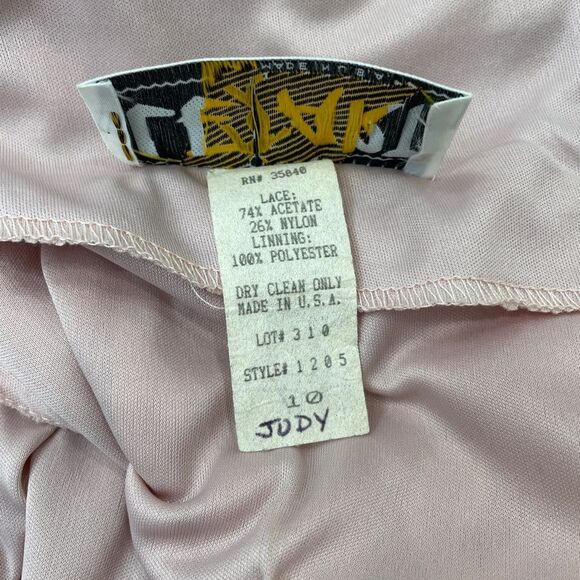 RN# 35840
LACE:
74% ACETATE
26% NYLON
LINNING:
100% POLYESTER
DRY CLEAN ONLY
MADE IN U.S.A.
LOT# 310
STYLE# 1205
10
JUDY